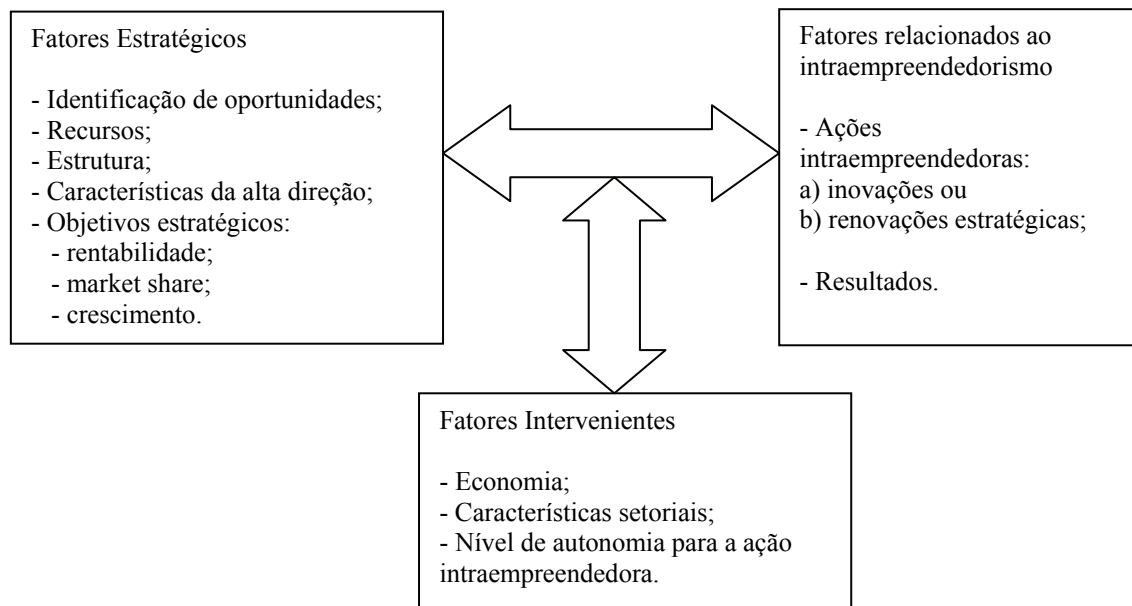 Fatores Estratégicos
- Identificação de oportunidades;
- Recursos;
- Estrutura;
- Características da alta direção;
- Objetivos estratégicos:
- rentabilidade;
- market share;
- crescimento.
Fatores relacionados ao
intraempreendedorismo
- Ações
intraempreendedoras:
a) inovações ou
b) renovações estratégicas;
- Resultados.
Fatores Intervenientes
- Economia;
- Características setoriais;
- Nível de autonomia para a ação
intraempreendedora.